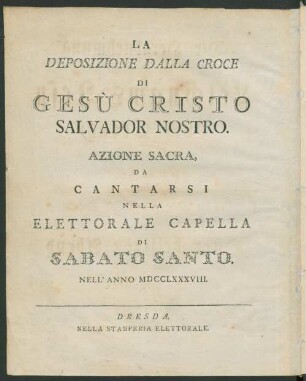 LA
DEPOSIZIONE DALLA CROCE
DI
GESÙ CRISTO
SALVADOR NOSTRO.
AZIONE SACRA,
DA
CANTARSI
NELLA
ELETTORALE CAPELLA
DI
SABATO SANTO.
NELL' ANNO MDCCLXXXVIII.
DRESDA,
NELLA STAMPERIA ELETTORALE.